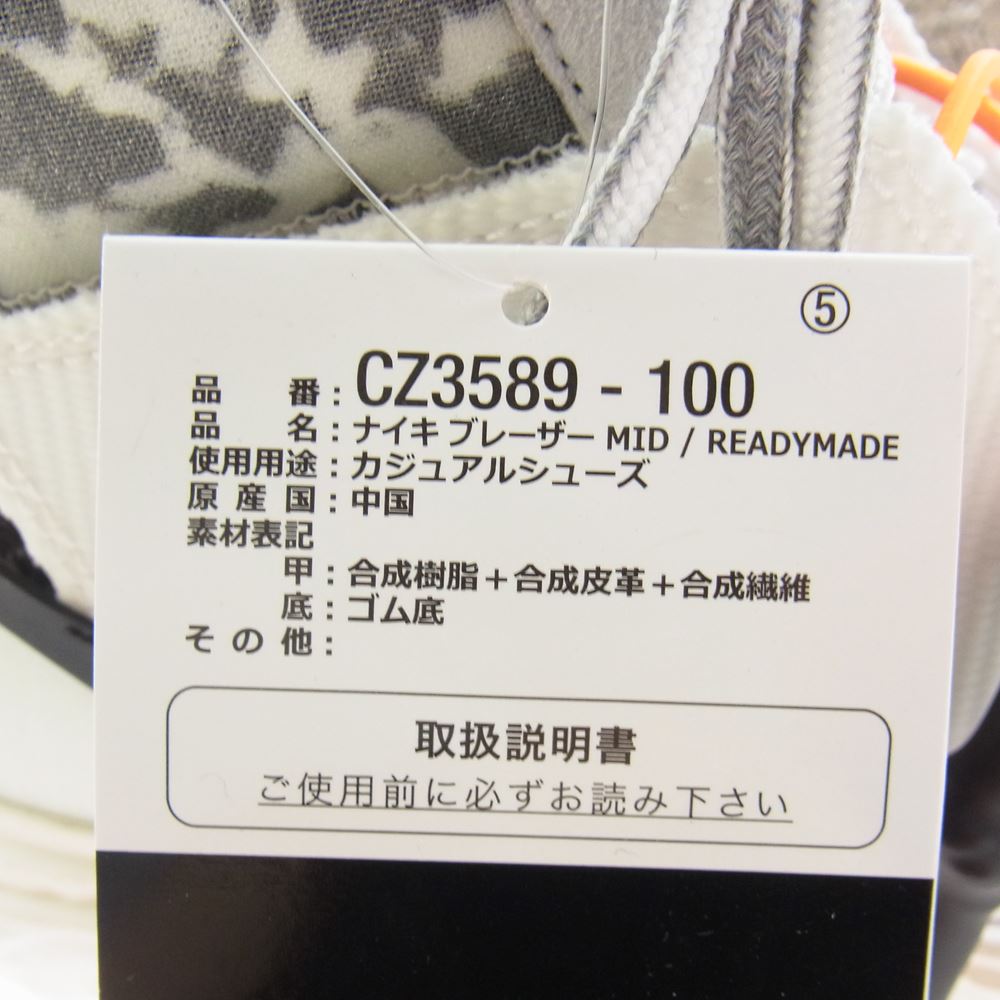 ⑤
品番：CZ3589 - 100
品名：ナイキ ブレーザー MID / READYMADE
使用用途：カジュアルシューズ
原産国：中国
素材表記
甲：合成樹脂＋合成皮革＋合成繊維
底：ゴム底
その他：
取扱説明書
ご使用前に必ずお読み下さい